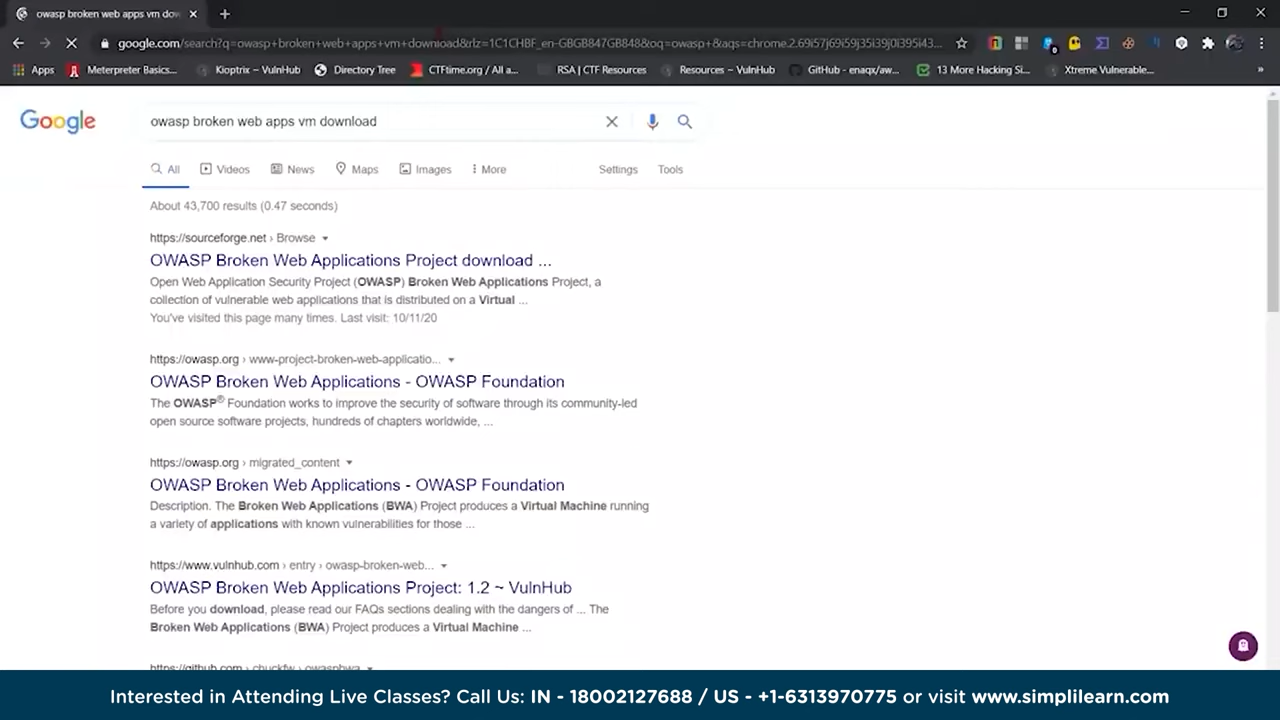 owasp broken web apps vm dow
google.com/search?q=owasp+broken+web+apps+vm+download&rlz=1C1CHBF_en-GBGB847GB848&oq=owasp+&aqs=chrome.2.69i57j69i59j35i39j0i395i43...
Apps Meterpreter Basics... Kioptrix ~ VulnHub Directory Tree CTFtime.org / All a... RSA | CTF Resources Resources ~ VulnHub GitHub - enaqx/aw... 13 More Hacking Si... Xtreme Vulnerable... »
Google
owasp broken web apps vm download
All Videos News Maps Images More Settings Tools
About 43,700 results (0.47 seconds)
https://sourceforge.net › Browse
OWASP Broken Web Applications Project download ...
Open Web Application Security Project (OWASP) Broken Web Applications Project, a
collection of vulnerable web applications that is distributed on a Virtual ...
You've visited this page many times. Last visit: 10/11/20
https://owasp.org › www-project-broken-web-applicatio...
OWASP Broken Web Applications - OWASP Foundation
The OWASP® Foundation works to improve the security of software through its community-led
open source software projects, hundreds of chapters worldwide, ...
https://owasp.org › migrated_content
OWASP Broken Web Applications - OWASP Foundation
Description. The Broken Web Applications (BWA) Project produces a Virtual Machine running
a variety of applications with known vulnerabilities for those ...
https://www.vulnhub.com › entry › owasp-broken-web...
OWASP Broken Web Applications Project: 1.2 ~ VulnHub
Before you download, please read our FAQs sections dealing with the dangers of ... The
Broken Web Applications (BWA) Project produces a Virtual Machine ...
https://github.com › chuckfw › owaspbwa
Interested in Attending Live Classes? Call Us: IN - 18002127688 / US - +1-6313970775 or visit www.simplilearn.com